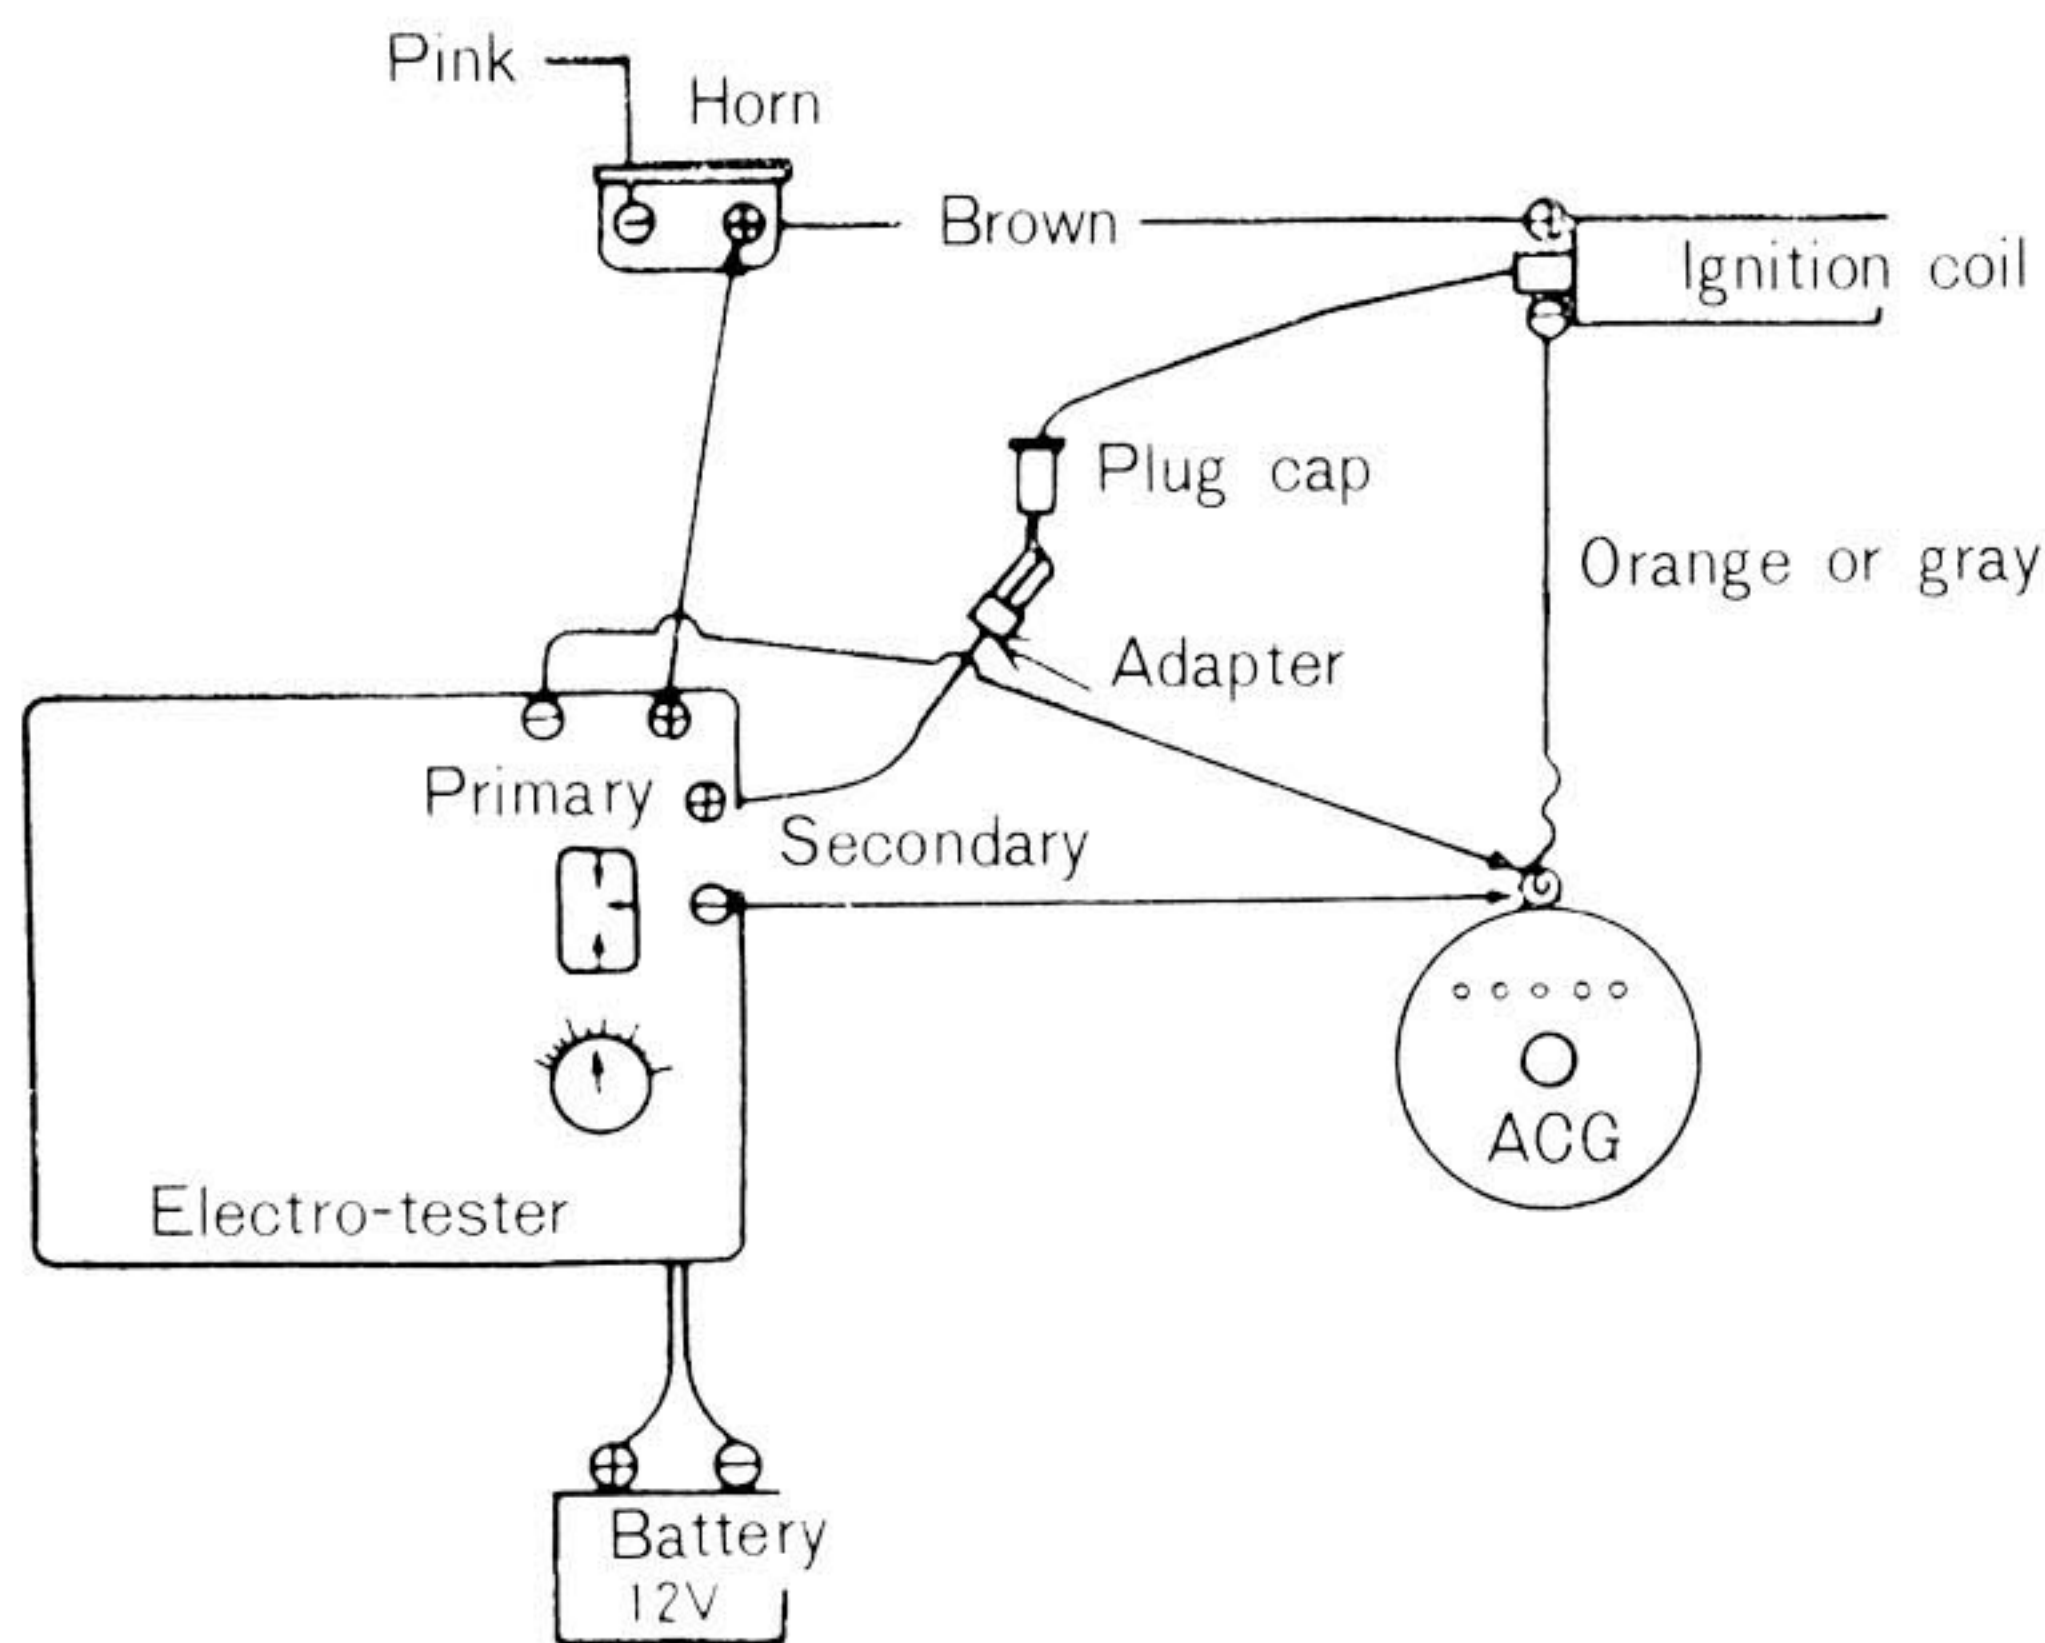 Pink
Horn
Brown
Ignition coil
Plug cap
Orange or gray
Adapter
Primary
Secondary
ACG
Electro-tester
Battery
12V